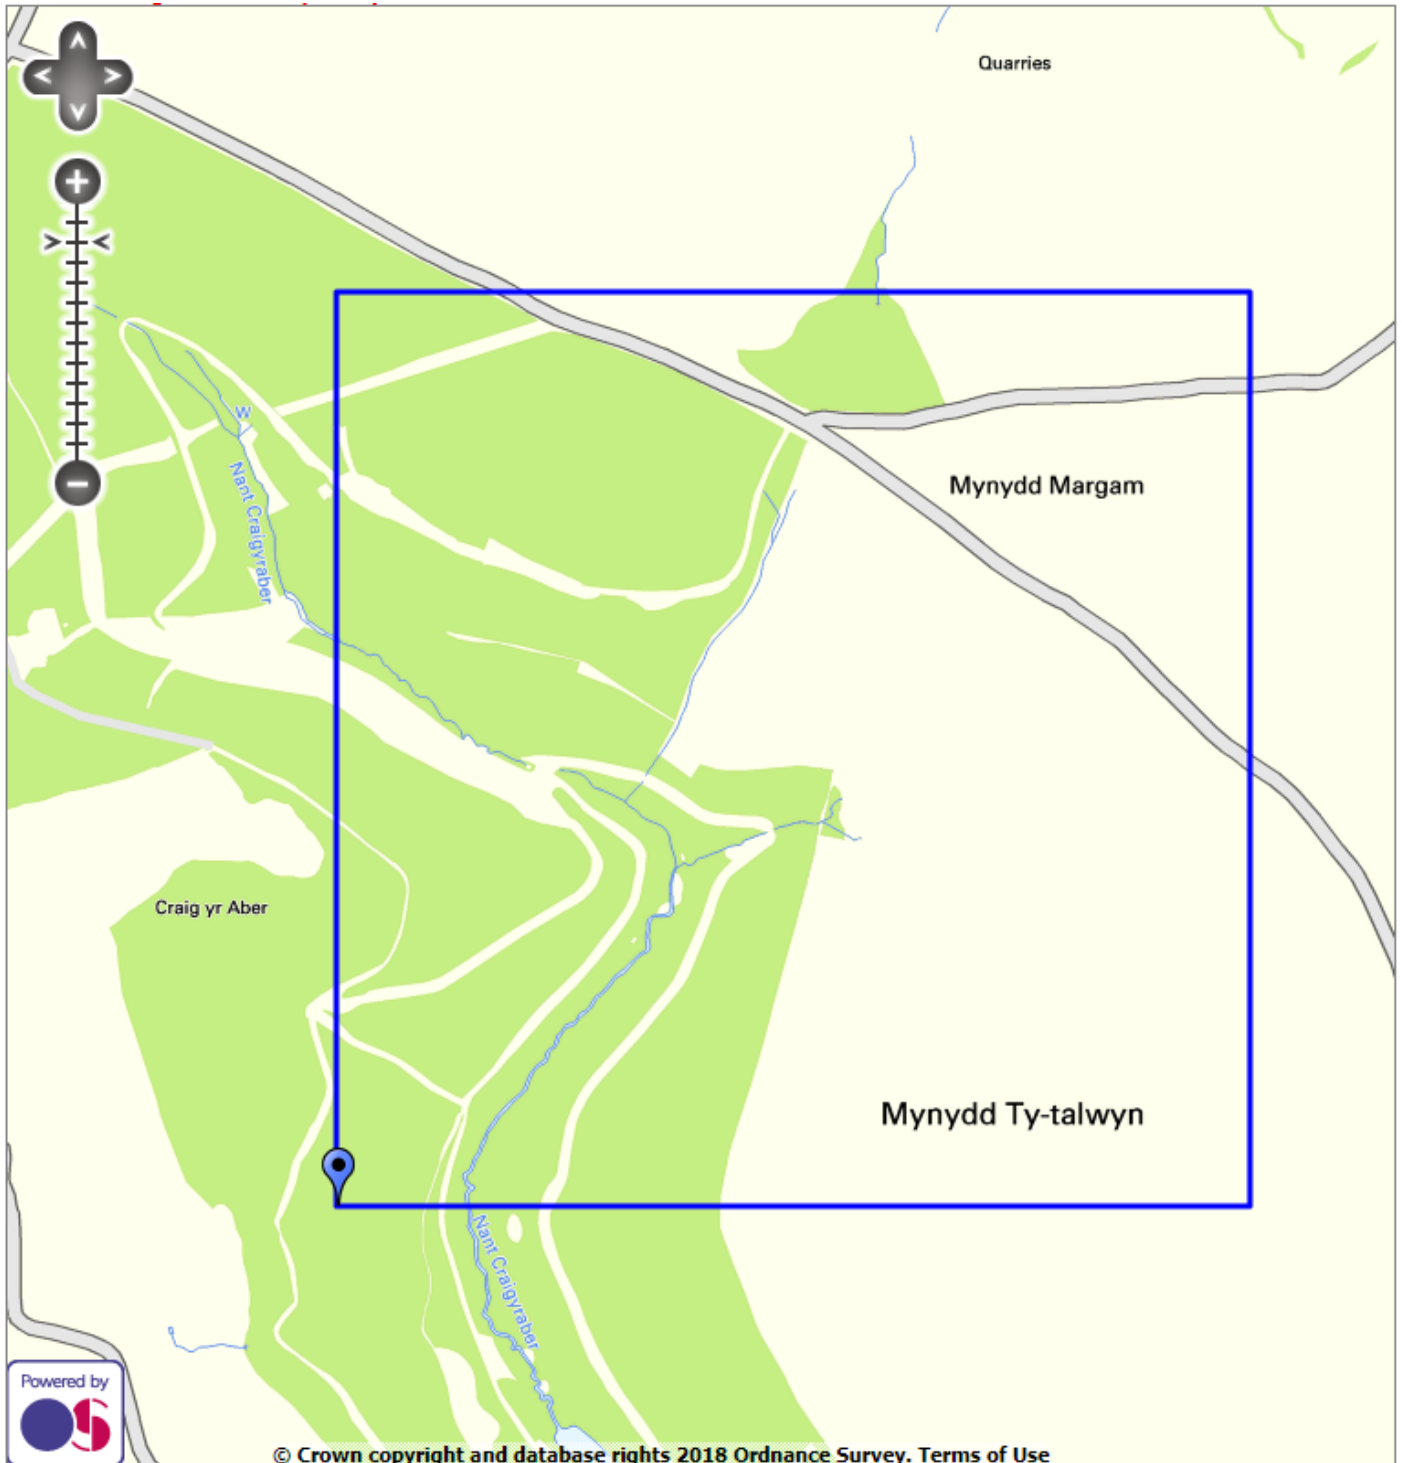 Quarries
W
Nant Craigyraber
Mynydd Margam
Craig yr Aber
Mynydd Ty-talwyn
Nant Craigyraber
Powered by
OS
© Crown copyright and database rights 2018 Ordnance Survey. Terms of Use